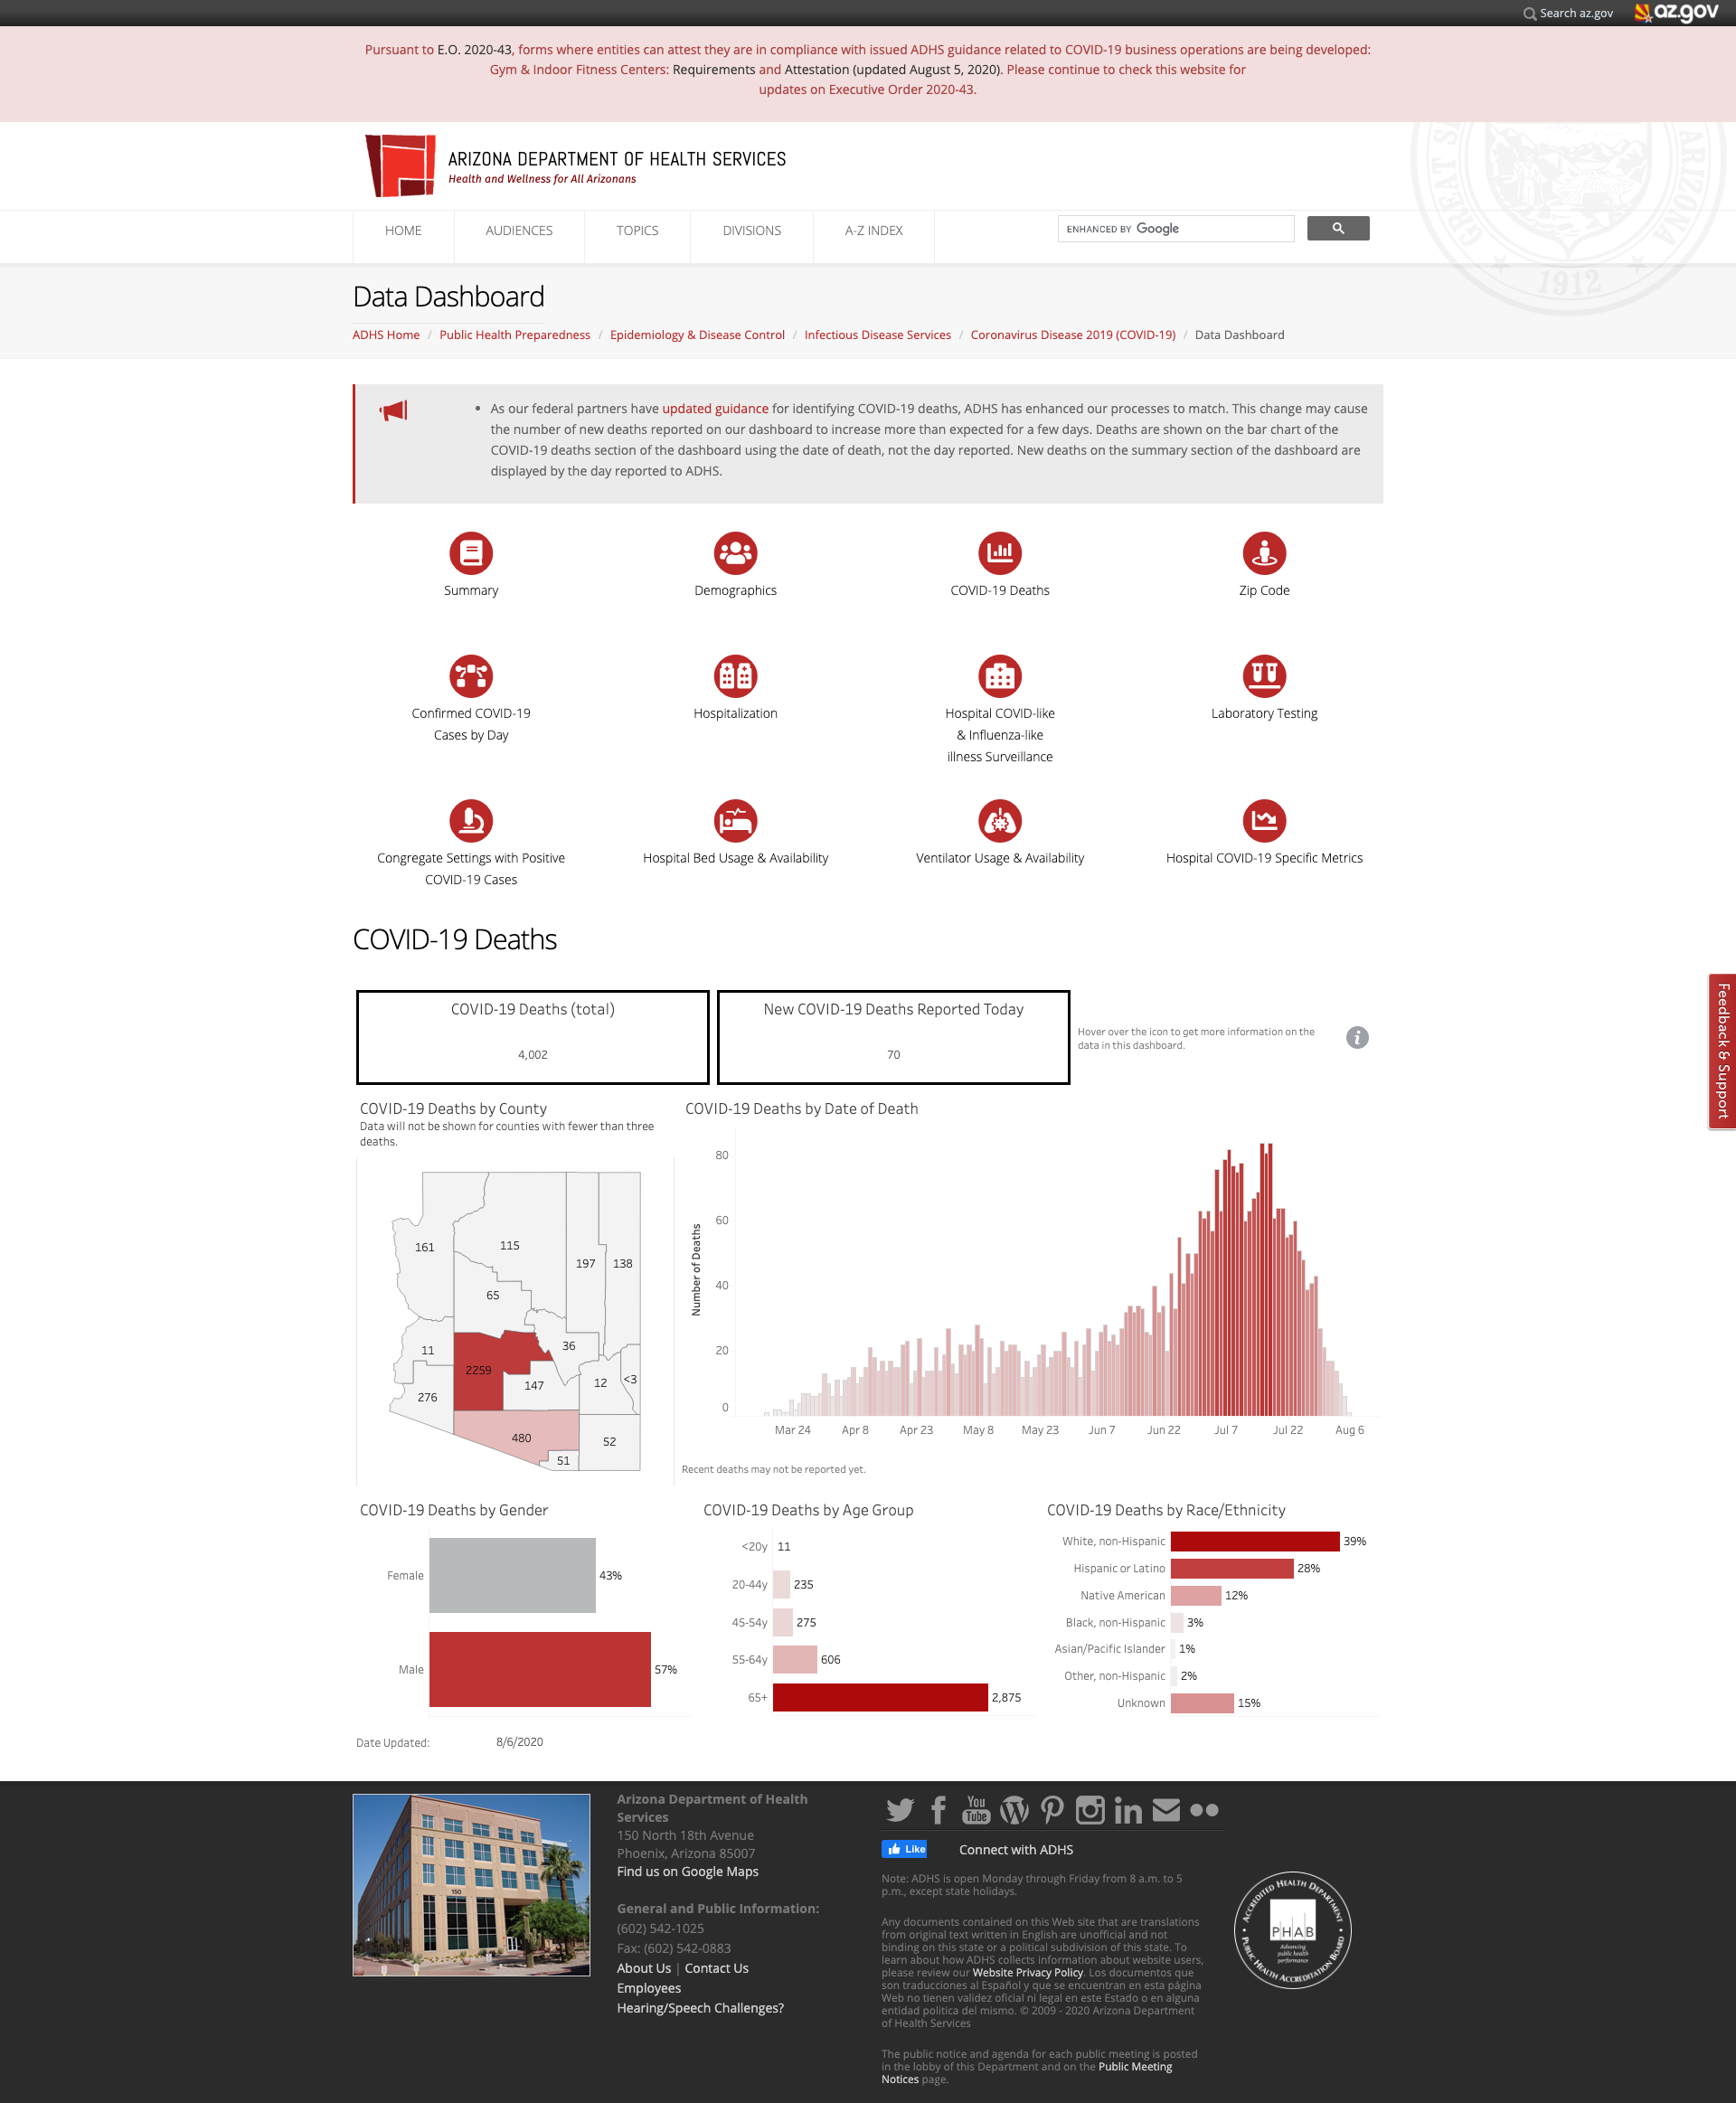 Search az.gov
az.gov
Pursuant to E.O. 2020-43, forms where entities can attest they are in compliance with issued ADHS guidance related to COVID-19 business operations are being developed:
Gym & Indoor Fitness Centers: Requirements and Attestation (updated August 5, 2020). Please continue to check this website for
updates on Executive Order 2020-43.
ARIZONA DEPARTMENT OF HEALTH SERVICES
Health and Wellness for All Arizonans
GREAT ARIZONA
1912
HOME
AUDIENCES
TOPICS
DIVISIONS
A-Z INDEX
ENHANCED BY Google
Data Dashboard
ADHS Home / Public Health Preparedness / Epidemiology & Disease Control / Infectious Disease Services / Coronavirus Disease 2019 (COVID-19) / Data Dashboard
• As our federal partners have updated guidance for identifying COVID-19 deaths, ADHS has enhanced our processes to match. This change may cause
the number of new deaths reported on our dashboard to increase more than expected for a few days. Deaths are shown on the bar chart of the
COVID-19 deaths section of the dashboard using the date of death, not the day reported. New deaths on the summary section of the dashboard are
displayed by the day reported to ADHS.
Summary
Demographics
COVID-19 Deaths
Zip Code
Confirmed COVID-19
Cases by Day
Hospitalization
Hospital COVID-like
& Influenza-like
illness Surveillance
Laboratory Testing
Congregate Settings with Positive
COVID-19 Cases
Hospital Bed Usage & Availability
Ventilator Usage & Availability
Hospital COVID-19 Specific Metrics
COVID-19 Deaths
Feedback & Support
COVID-19 Deaths (total)
4,002
New COVID-19 Deaths Reported Today
70
Hover over the icon to get more information on the
data in this dashboard.
i
COVID-19 Deaths by County
Data will not be shown for counties with fewer than three
deaths.
161
115
197
138
65
11
36
2259
147
12
<3
276
480
52
51
COVID-19 Deaths by Date of Death
Number of Deaths
80
60
40
20
0
Mar 24
Apr 8
Apr 23
May 8
May 23
Jun 7
Jun 22
Jul 7
Jul 22
Aug 6
Recent deaths may not be reported yet.
COVID-19 Deaths by Gender
Female 43%
Male 57%
COVID-19 Deaths by Age Group
<20y 11
20-44y 235
45-54y 275
55-64y 606
65+ 2,875
COVID-19 Deaths by Race/Ethnicity
White, non-Hispanic 39%
Hispanic or Latino 28%
Native American 12%
Black, non-Hispanic 3%
Asian/Pacific Islander 1%
Other, non-Hispanic 2%
Unknown 15%
Date Updated: 8/6/2020
150
Arizona Department of Health
Services
150 North 18th Avenue
Phoenix, Arizona 85007
Find us on Google Maps
General and Public Information:
(602) 542-1025
Fax: (602) 542-0883
About Us | Contact Us
Employees
Hearing/Speech Challenges?
You Tube
in
Like
Connect with ADHS
Note: ADHS is open Monday through Friday from 8 a.m. to 5
p.m., except state holidays.
Any documents contained on this Web site that are translations
from original text written in English are unofficial and not
binding on this state or a political subdivision of this state. To
learn about how ADHS collects information about website users,
please review our Website Privacy Policy. Los documentos que
son traducciones al Español y que se encuentran en esta página
Web no tienen validez oficial ni legal en este Estado o en alguna
entidad politica del mismo. © 2009 - 2020 Arizona Department
of Health Services
The public notice and agenda for each public meeting is posted
in the lobby of this Department and on the Public Meeting
Notices page.
ACCREDITED HEALTH DEPARTMENT
PHAB
Advancing
public health
performance
PUBLIC HEALTH ACCREDITATION BOARD